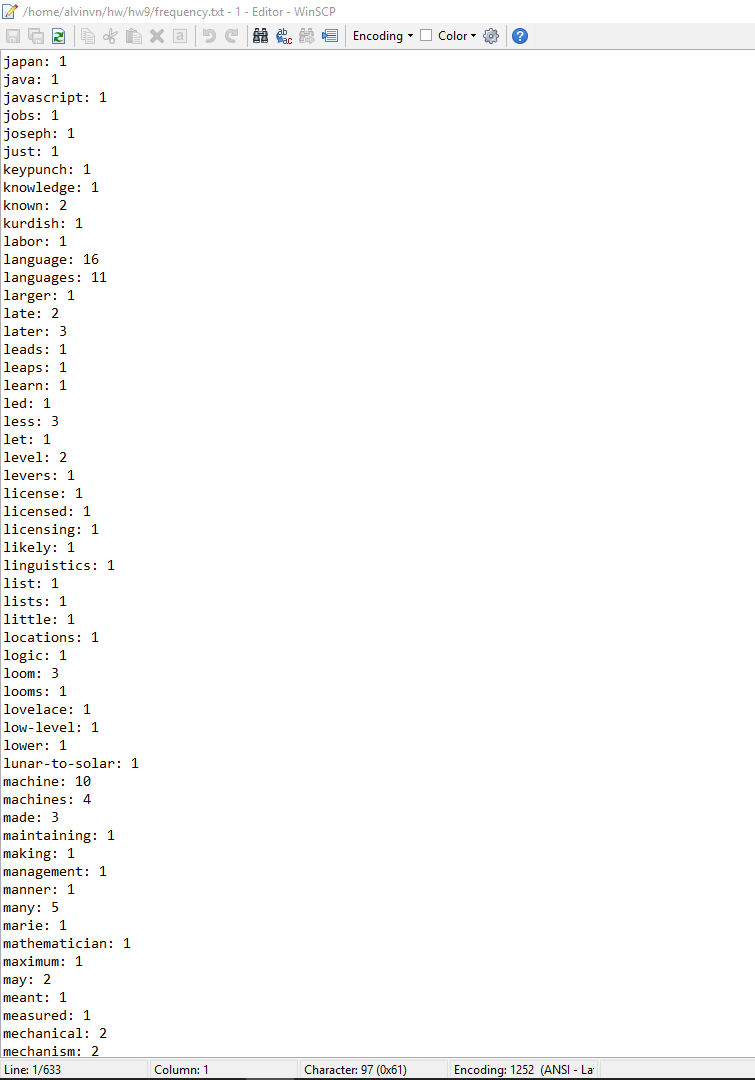 /home/alvinvn/hw/hw9/frequency.txt - 1 - Editor - WinSCP
Encoding Color
japan: 1
java: 1
javascript: 1
jobs: 1
joseph: 1
just: 1
keypunch: 1
knowledge: 1
known: 2
kurdish: 1
labor: 1
language: 16
languages: 11
larger: 1
late: 2
later: 3
leads: 1
leaps: 1
learn: 1
led: 1
less: 3
let: 1
level: 2
levers: 1
license: 1
licensed: 1
licensing: 1
likely: 1
linguistics: 1
list: 1
lists: 1
little: 1
locations: 1
logic: 1
loom: 3
looms: 1
lovelace: 1
low-level: 1
lower: 1
lunar-to-solar: 1
machine: 10
machines: 4
made: 3
maintaining: 1
making: 1
management: 1
manner: 1
many: 5
marie: 1
mathematician: 1
maximum: 1
may: 2
meant: 1
measured: 1
mechanical: 2
mechanism: 2
Line: 1/633 Column: 1 Character: 97 (0x61) Encoding: 1252 (ANSI - La